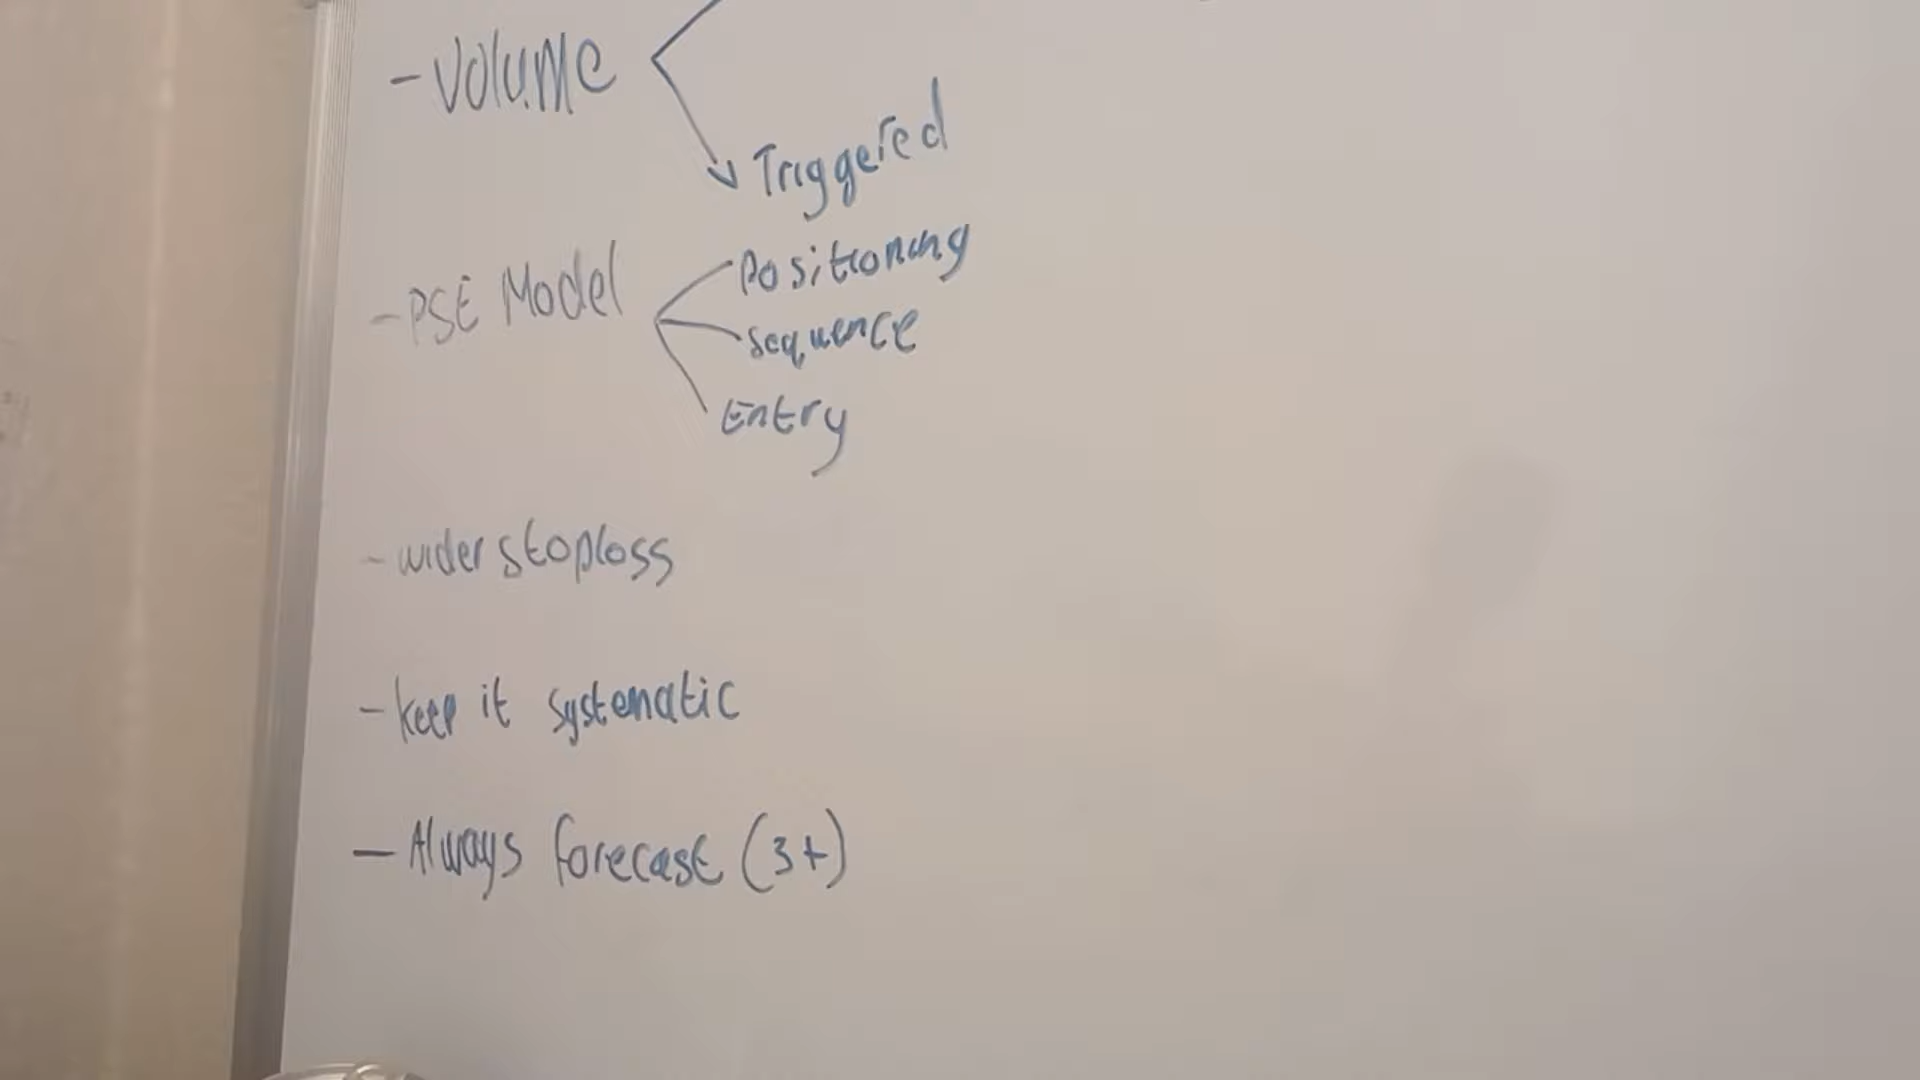 - Volume
Triggered
- PSE Model
Positioning
sequence
Entry
- wider stoploss
- keep it systematic
- Always forecast (3+)